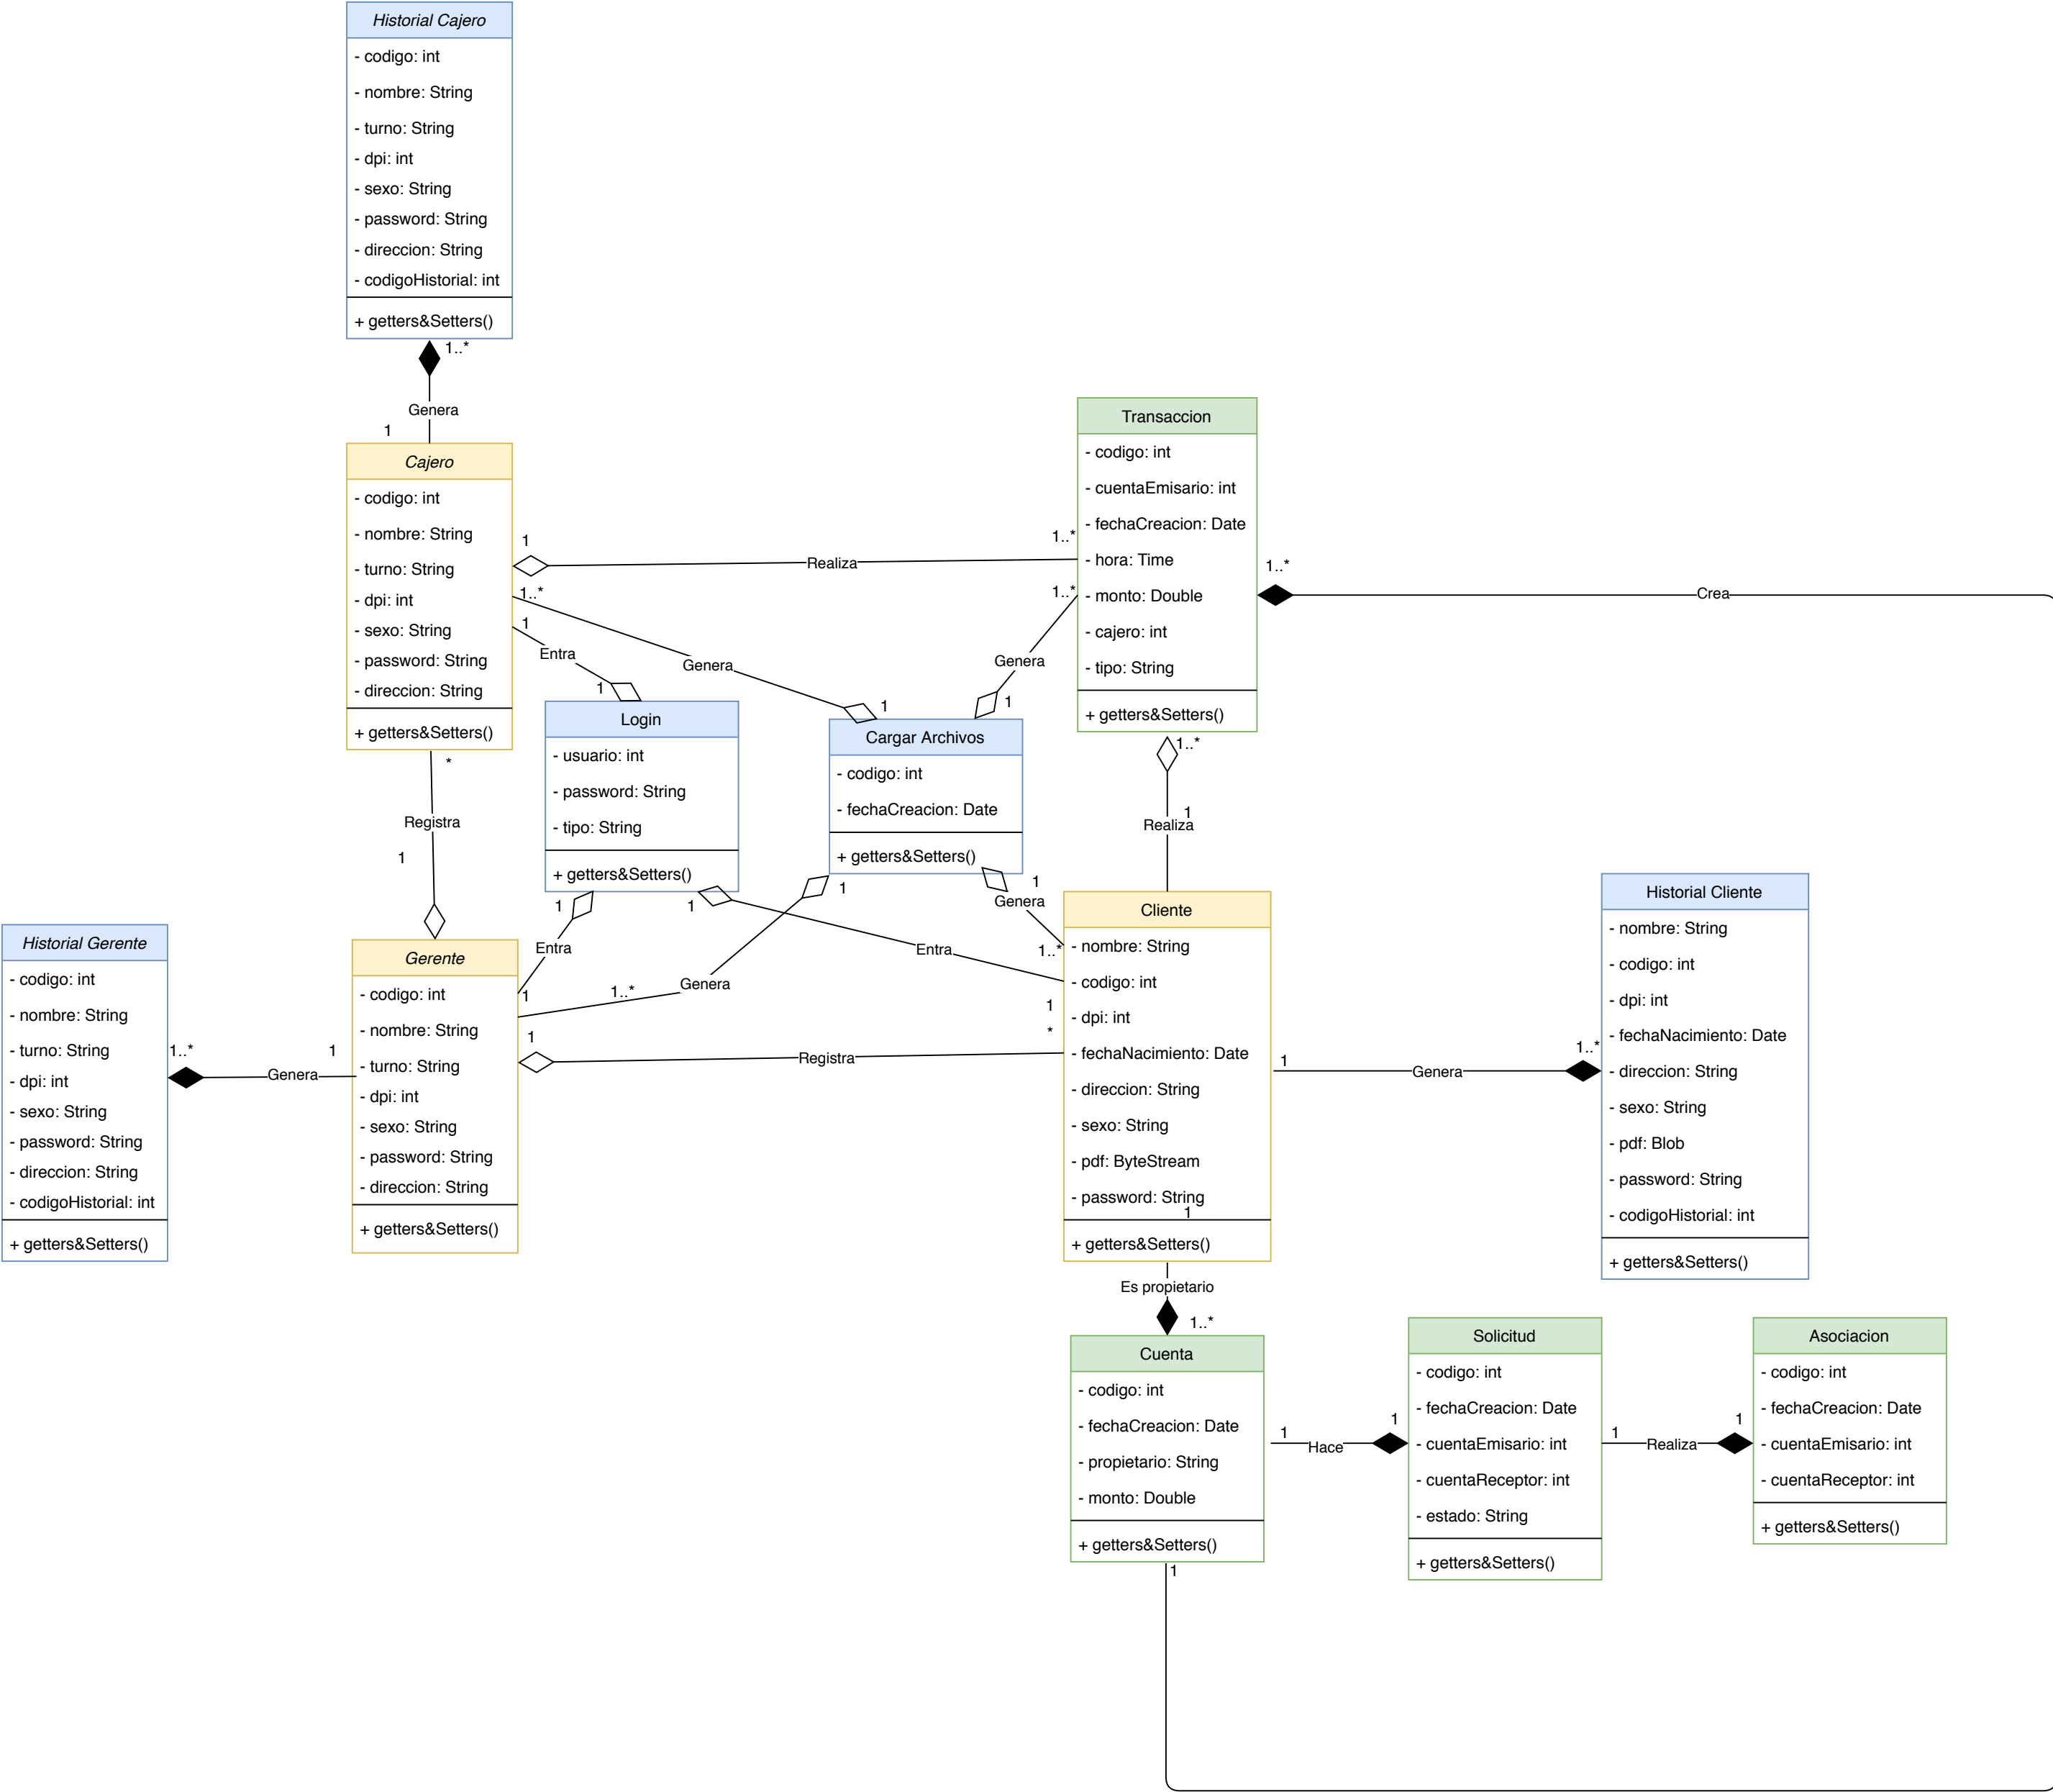 Historial Cajero
- codigo: int
- nombre: String
- turno: String
- dpi: int
- sexo: String
- password: String
- direccion: String
- codigoHistorial: int
+ getters&Setters()
1..*
Genera
1
Cajero
- codigo: int
- nombre: String
- turno: String
- dpi: int
- sexo: String
- password: String
- direccion: String
+ getters&Setters()
1
Realiza
1..*
1..*
Genera
1
1
Entra
1
Transaccion
- codigo: int
- cuentaEmisario: int
- fechaCreacion: Date
- hora: Time
- monto: Double
- cajero: int
- tipo: String
+ getters&Setters()
1..*
Crea
1..*
Genera
1
1..*
1
Realiza
Login
- usuario: int
- password: String
- tipo: String
+ getters&Setters()
Cargar Archivos
- codigo: int
- fechaCreacion: Date
+ getters&Setters()
*
Registra
1
1
Entra
1
1
Entra
1
1
Genera
1..*
1
Genera
1..*
Historial Gerente
- codigo: int
- nombre: String
- turno: String
- dpi: int
- sexo: String
- password: String
- direccion: String
- codigoHistorial: int
+ getters&Setters()
1..*
Genera
1
Gerente
- codigo: int
- nombre: String
- turno: String
- dpi: int
- sexo: String
- password: String
- direccion: String
+ getters&Setters()
1
Registra
*
Cliente
- nombre: String
- codigo: int
- dpi: int
- fechaNacimiento: Date
- direccion: String
- sexo: String
- pdf: ByteStream
- password: String
1
+ getters&Setters()
1
Genera
1..*
Historial Cliente
- nombre: String
- codigo: int
- dpi: int
- fechaNacimiento: Date
- direccion: String
- sexo: String
- pdf: Blob
- password: String
- codigoHistorial: int
+ getters&Setters()
Es propietario
1..*
Cuenta
- codigo: int
- fechaCreacion: Date
- propietario: String
- monto: Double
+ getters&Setters()
1
1
Hace
1
Solicitud
- codigo: int
- fechaCreacion: Date
- cuentaEmisario: int
- cuentaReceptor: int
- estado: String
+ getters&Setters()
1
Realiza
1
Asociacion
- codigo: int
- fechaCreacion: Date
- cuentaEmisario: int
- cuentaReceptor: int
+ getters&Setters()